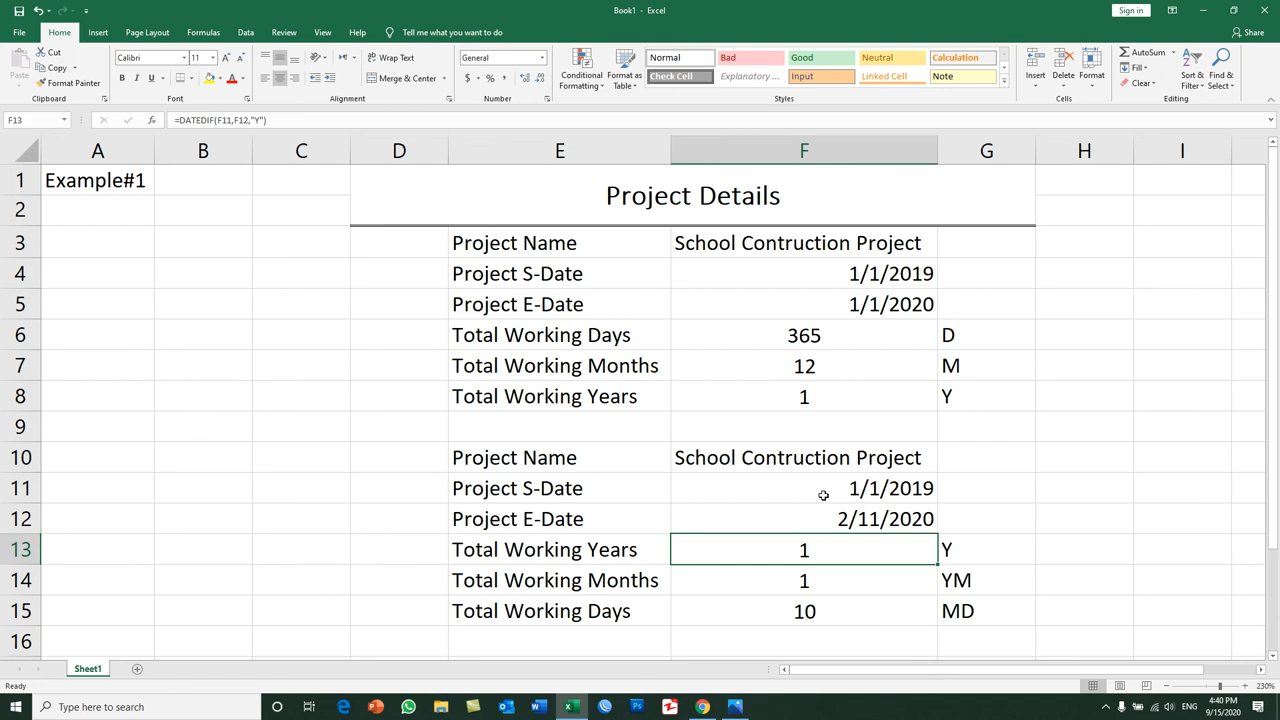 Book1 - Excel
Sign in
File Home Insert Page Layout Formulas Data Review View Help Tell me what you want to do Share
Paste Cut Copy Format Painter
Calibri 11 Wrap Text General
B I U A Merge & Center $ % ,
Conditional Formatting Format as Table
Normal Bad Good Neutral Calculation
Check Cell Explanatory ... Input Linked Cell Note
Insert Delete Format
AutoSum Fill Clear Sort & Filter Find & Select
Clipboard Font Alignment Number Styles Cells Editing
F13 fx =DATEDIF(F11,F12,"Y")
A B C D E F G H I
1 Example#1
Project Details
2
3 Project Name School Contruction Project
4 Project S-Date 1/1/2019
5 Project E-Date 1/1/2020
6 Total Working Days 365 D
7 Total Working Months 12 M
8 Total Working Years 1 Y
9
10 Project Name School Contruction Project
11 Project S-Date 1/1/2019
12 Project E-Date 2/11/2020
13 Total Working Years 1 Y
14 Total Working Months 1 YM
15 Total Working Days 10 MD
16
Sheet1
Ready 230%
Type here to search
4:40 PM
9/15/2020